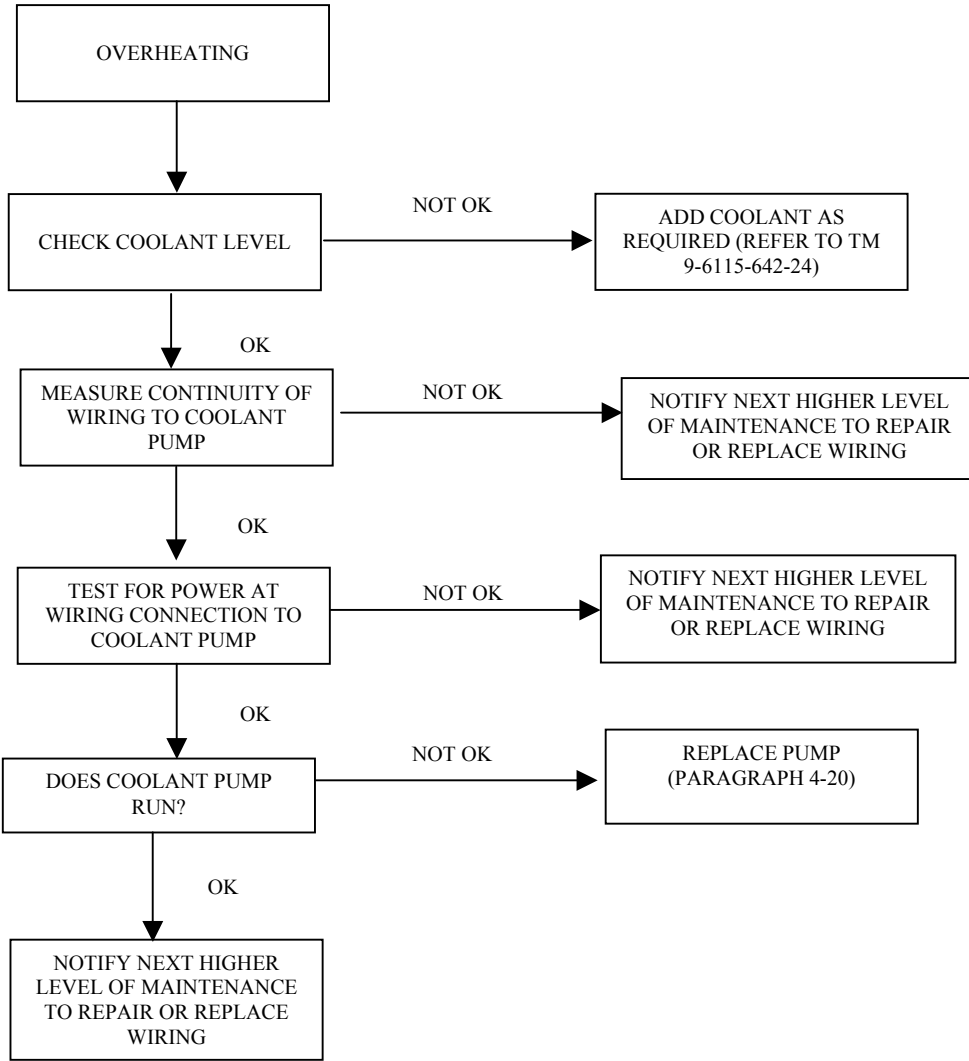 OVERHEATING
CHECK COOLANT LEVEL
NOT OK
ADD COOLANT AS
REQUIRED (REFER TO TM
9-6115-642-24)
OK
MEASURE CONTINUITY OF
WIRING TO COOLANT
PUMP
NOT OK
NOTIFY NEXT HIGHER LEVEL
OF MAINTENANCE TO REPAIR
OR REPLACE WIRING
OK
TEST FOR POWER AT
WIRING CONNECTION TO
COOLANT PUMP
NOT OK
NOTIFY NEXT HIGHER LEVEL
OF MAINTENANCE TO REPAIR
OR REPLACE WIRING
OK
DOES COOLANT PUMP
RUN?
NOT OK
REPLACE PUMP
(PARAGRAPH 4-20)
OK
NOTIFY NEXT HIGHER
LEVEL OF MAINTENANCE
TO REPAIR OR REPLACE
WIRING